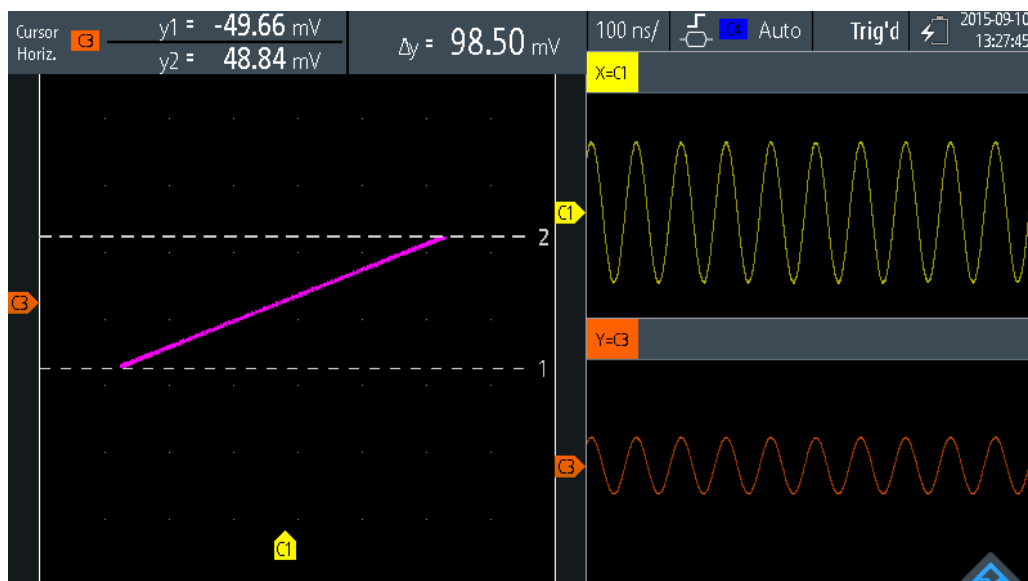 Cursor
Horiz.
C3
y1 = -49.66 mV
y2 = 48.84 mV
Δy = 98.50 mV
100 ns/
C4
Auto
Trig'd
2015-09-10
13:27:45
X=C1
C1
2
C3
Y=C3
1
C3
C1